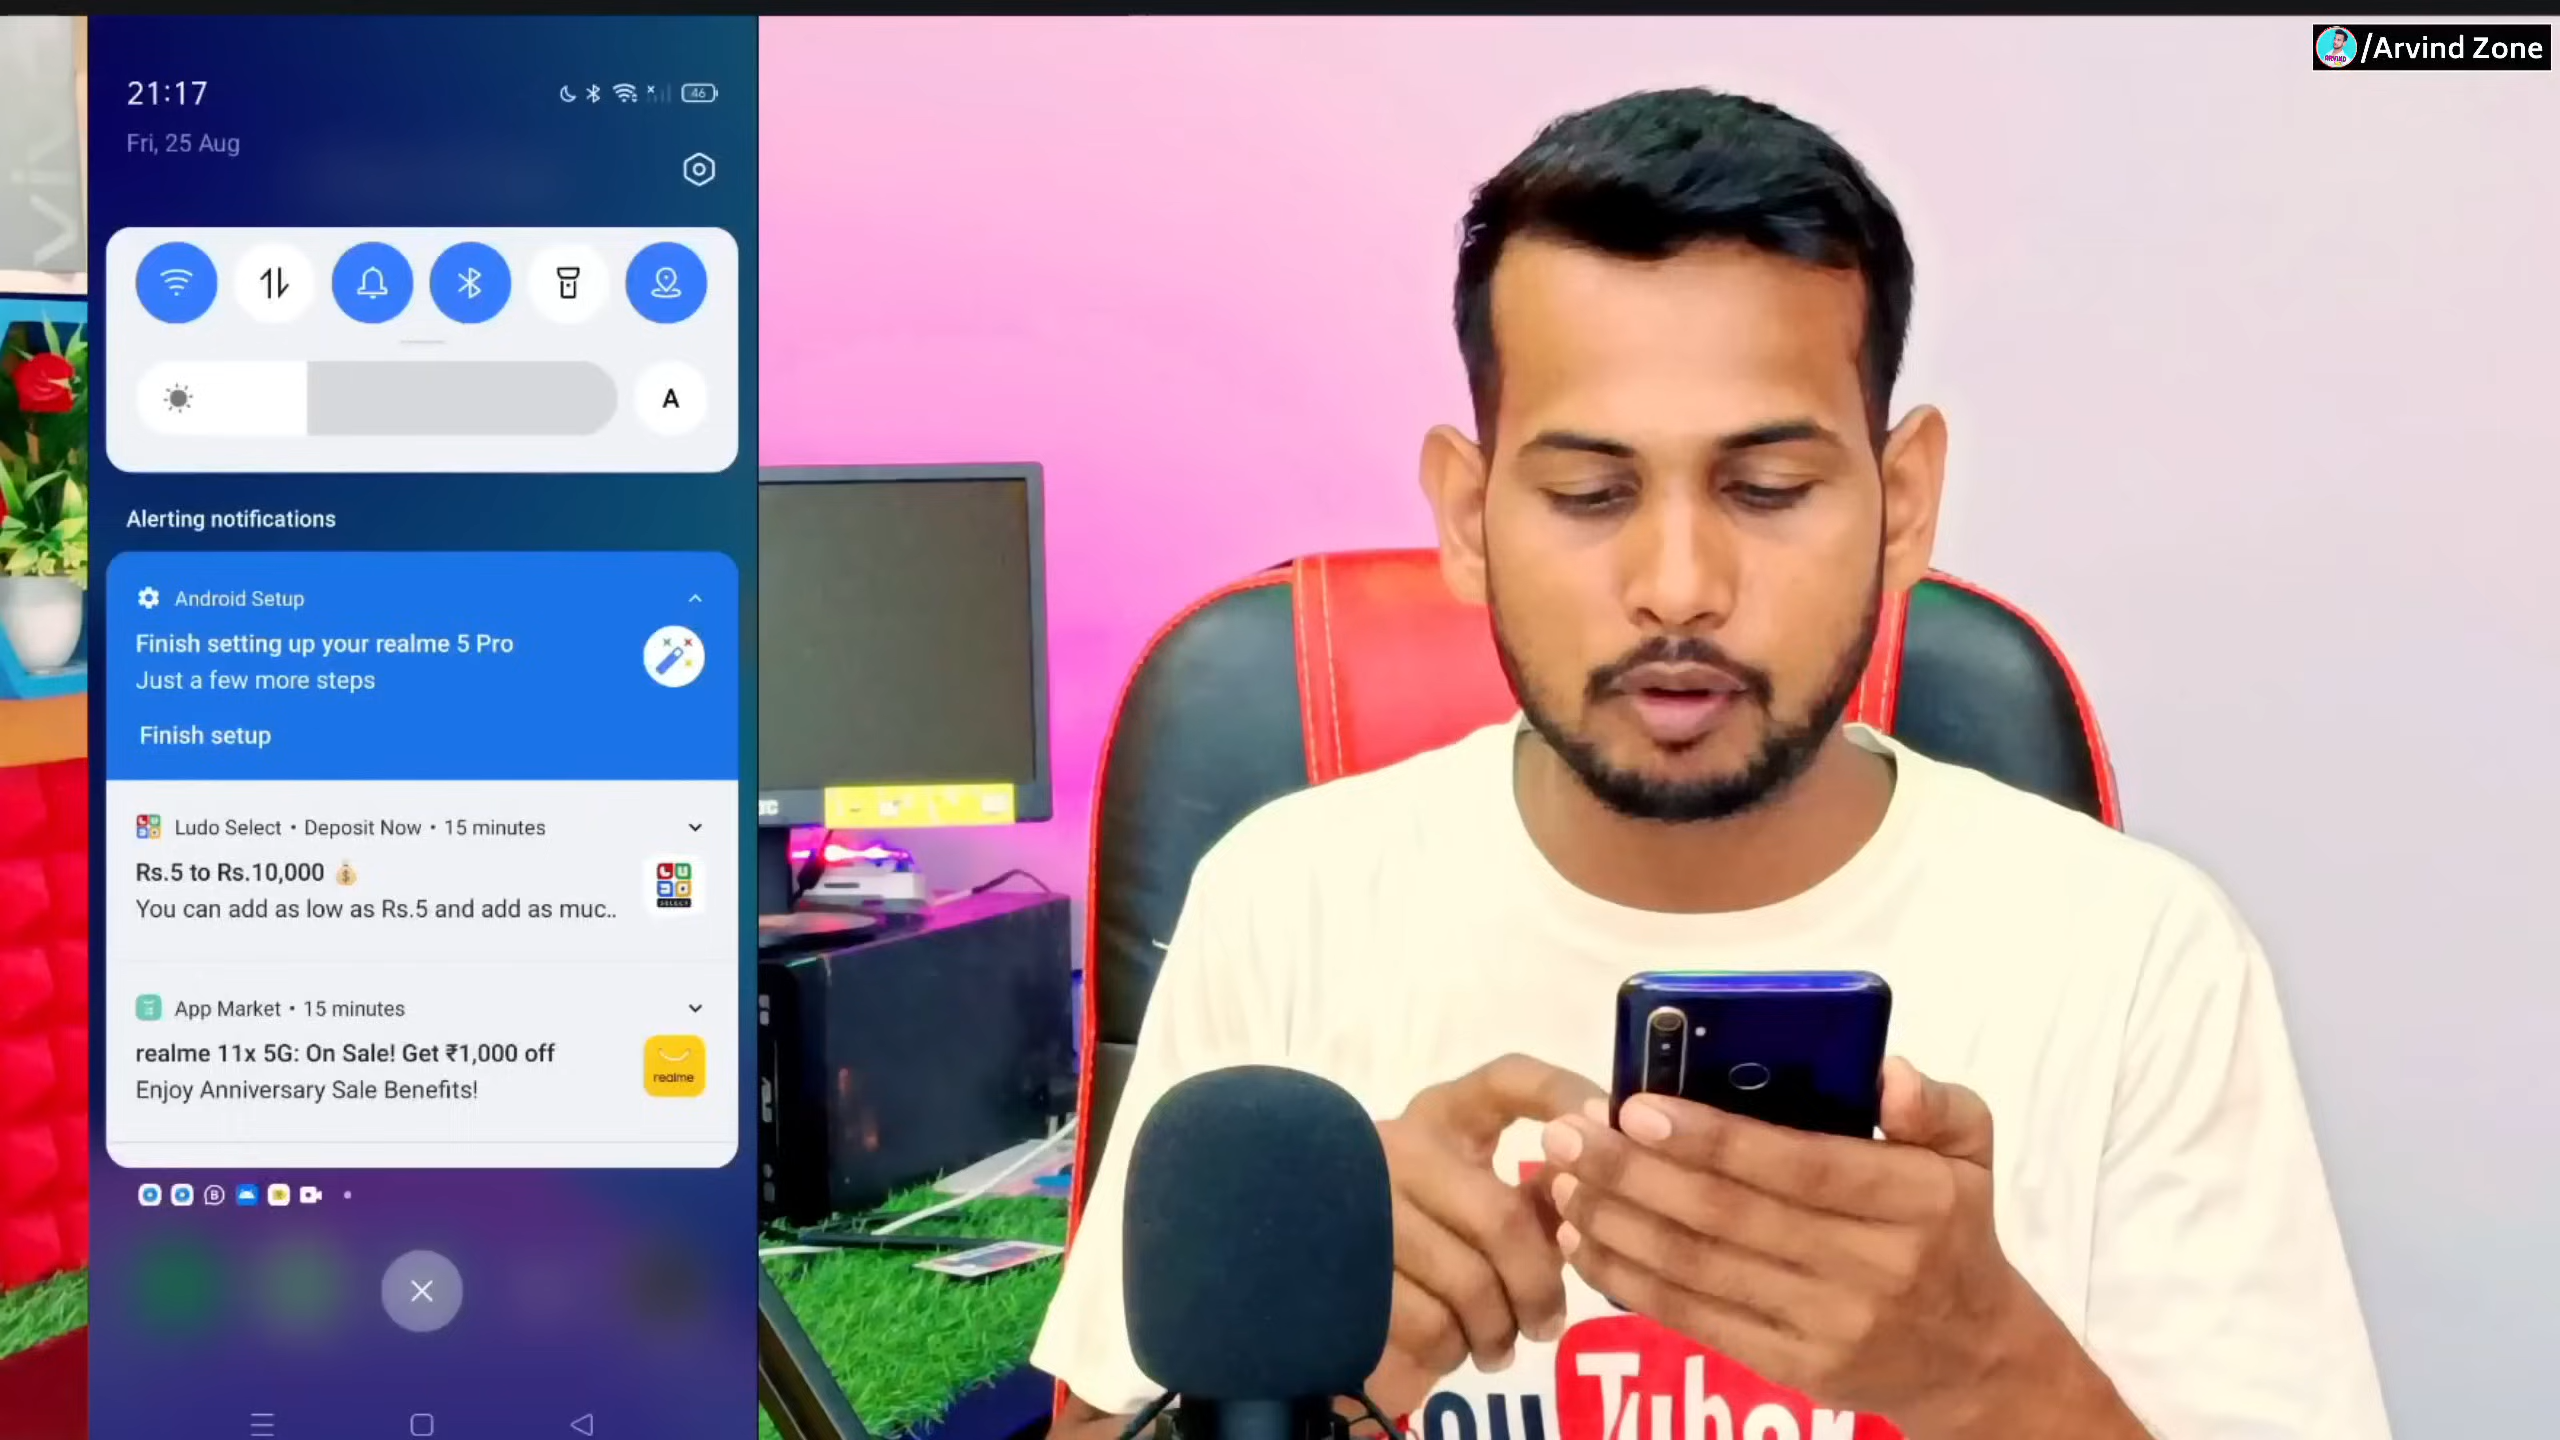 /Arvind Zone
21:17
46
Fri, 25 Aug
A
Alerting notifications
Android Setup
Finish setting up your realme 5 Pro
Just a few more steps
Finish setup
Ludo Select • Deposit Now • 15 minutes
Rs.5 to Rs.10,000
You can add as low as Rs.5 and add as muc..
App Market • 15 minutes
realme 11x 5G: On Sale! Get ₹1,000 off
Enjoy Anniversary Sale Benefits!
realme
YouTuber